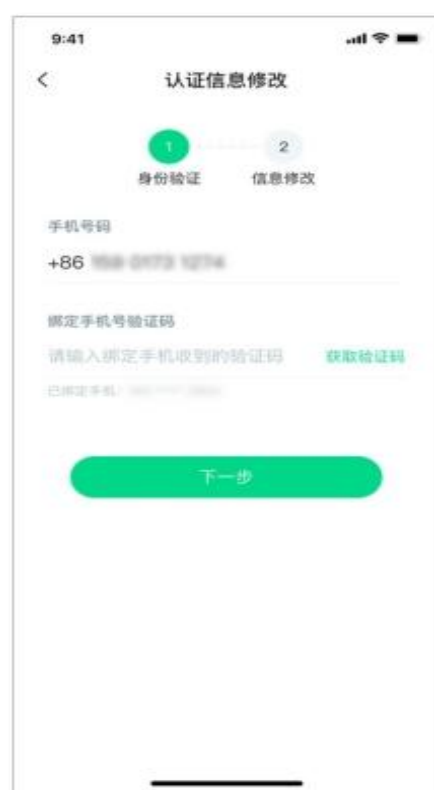 9:41
认证信息修改
1 2
身份验证 信息修改
手机号码
+86
绑定手机号验证码
请输入绑定手机收到的验证码 获取验证码
已绑定手机:
下一步